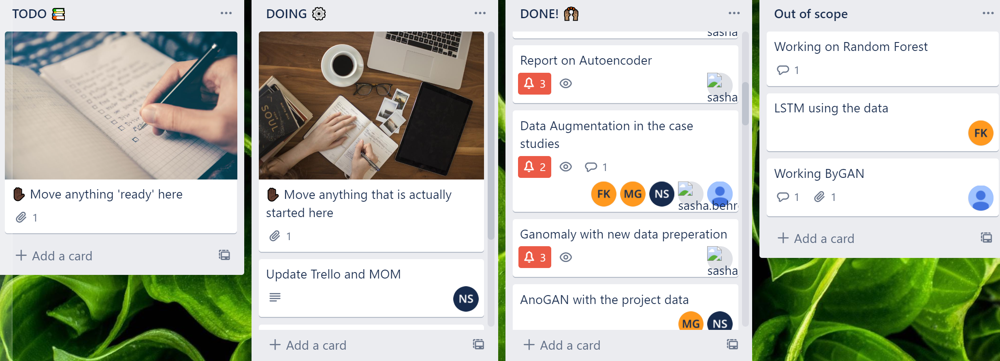 TODO
Move anything 'ready' here
1
Add a card
DOING
SOUL
Move anything that is actually
started here
1
Update Trello and MOM
NS
Add a card
DONE!
sasha
Report on Autoencoder
3
sasha
Data Augmentation in the case
studies
2 1
FK MG NS
sasha.behr
Ganomaly with new data preperation
3
sasha
AnoGAN with the project data
MG NS
Add a card
Out of scope
Working on Random Forest
1
LSTM using the data
FK
Working ByGAN
1 1
Add a card